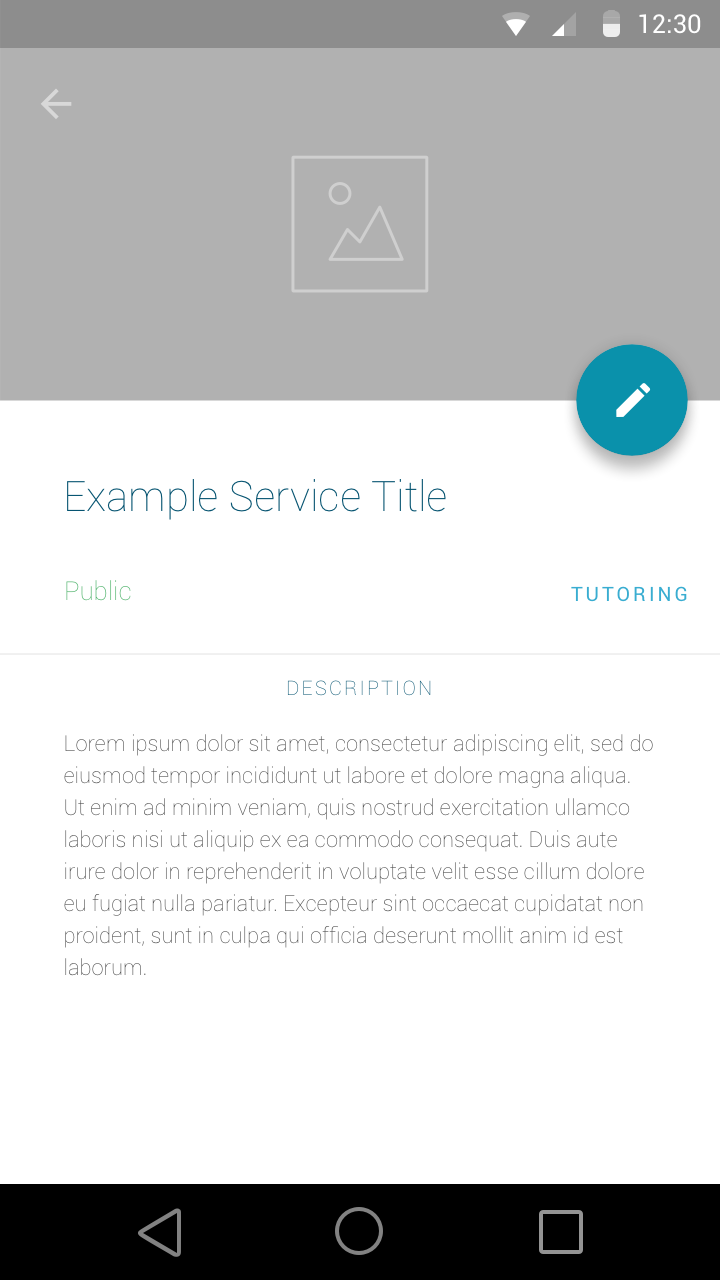 12:30
Example Service Title
Public
TUTORING
DESCRIPTION
Lorem ipsum dolor sit amet, consectetur adipiscing elit, sed do
eiusmod tempor incididunt ut labore et dolore magna aliqua.
Ut enim ad minim veniam, quis nostrud exercitation ullamco
laboris nisi ut aliquip ex ea commodo consequat. Duis aute
irure dolor in reprehenderit in voluptate velit esse cillum dolore
eu fugiat nulla pariatur. Excepteur sint occaecat cupidatat non
proident, sunt in culpa qui officia deserunt mollit anim id est
laborum.